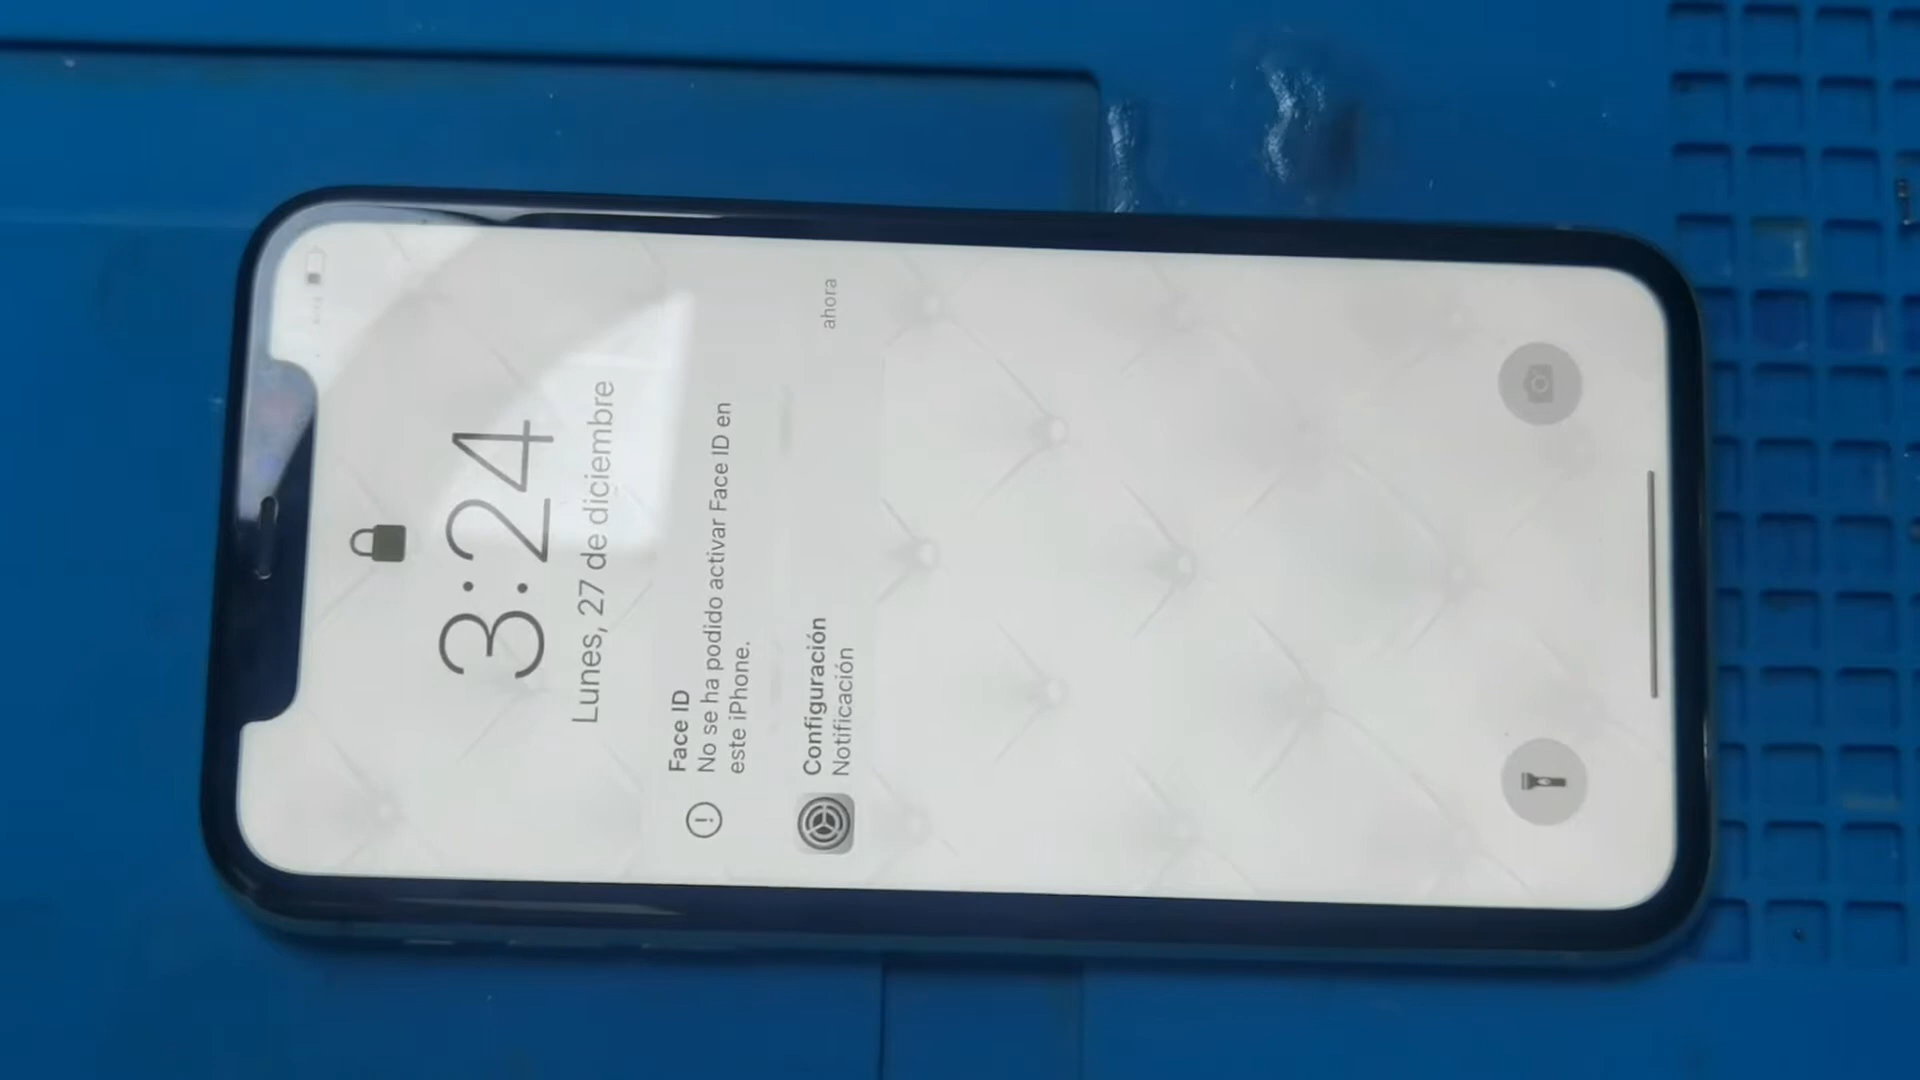 3:24
Lunes, 27 de diciembre
Face ID
No se ha podido activar Face ID en
este iPhone.
Configuración
ahora
Notificación